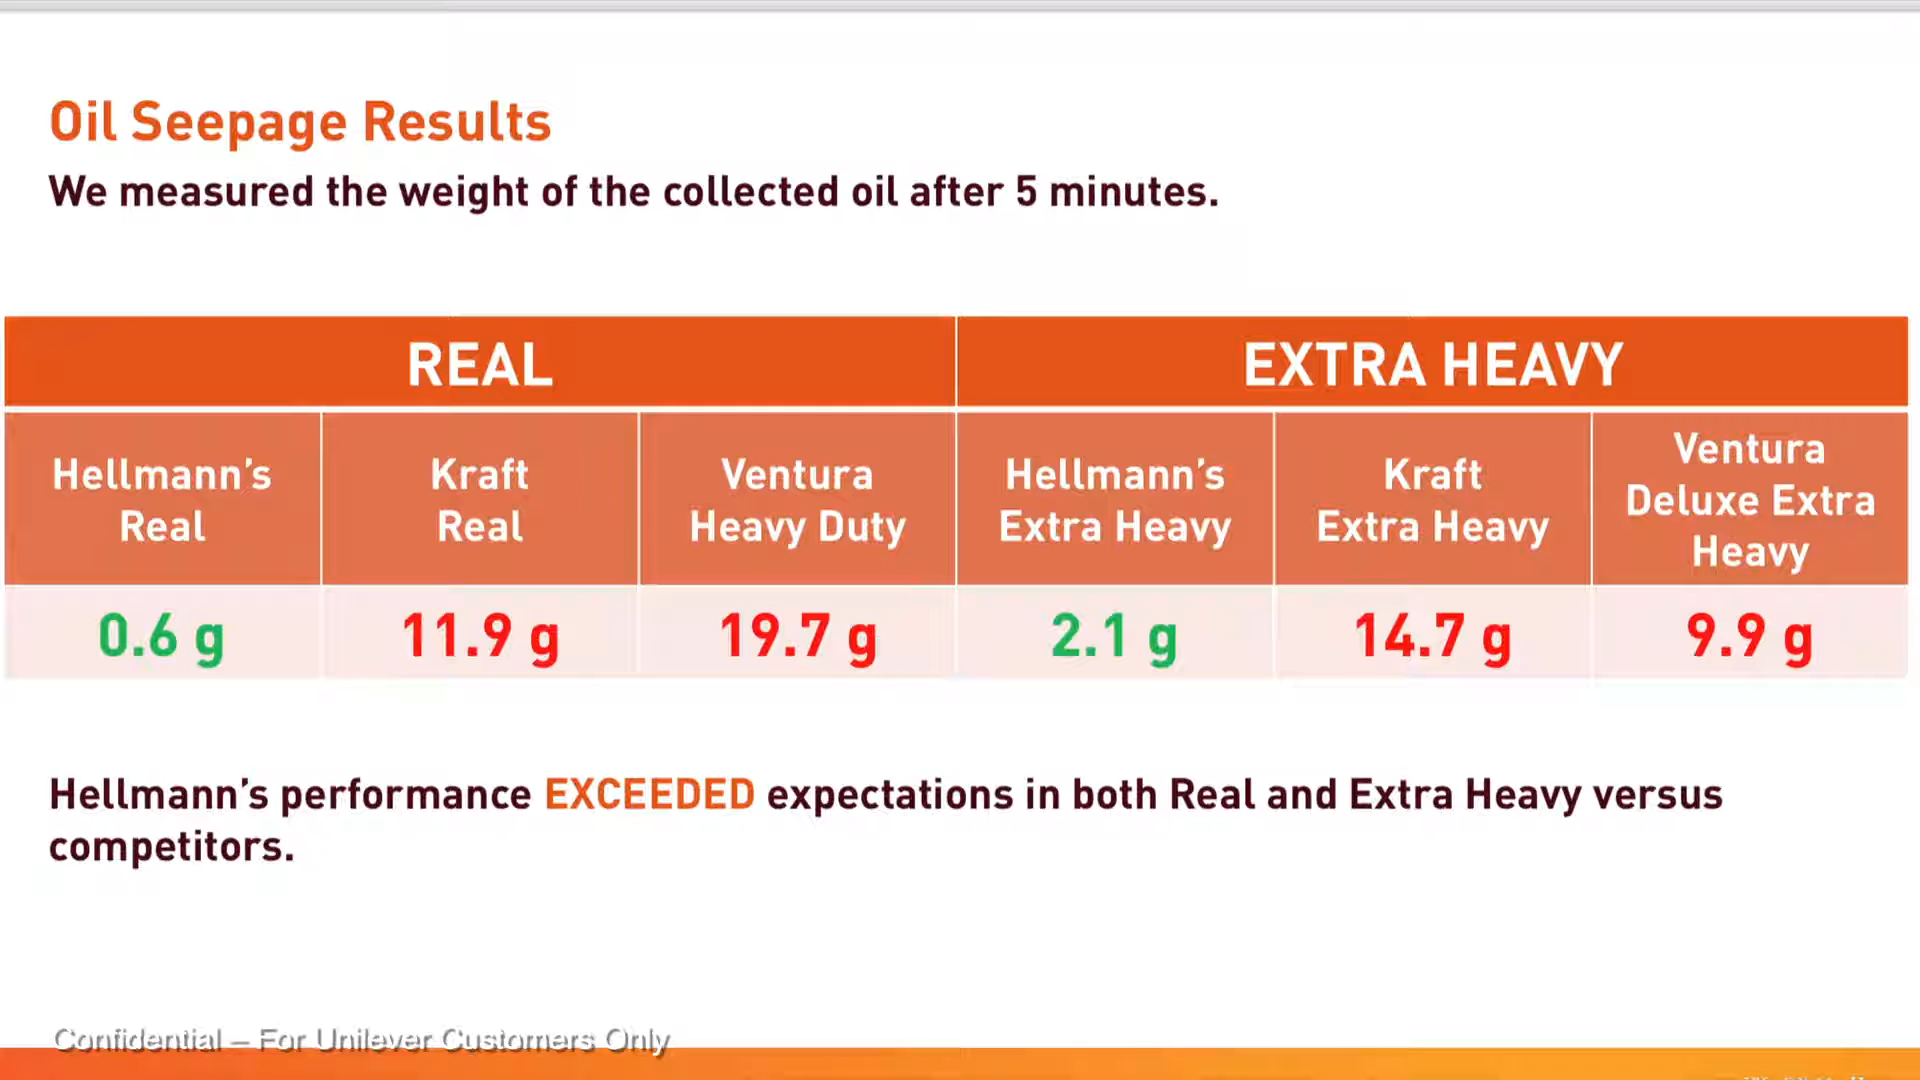 Oil Seepage Results
We measured the weight of the collected oil after 5 minutes.
REAL
EXTRA HEAVY
Hellmann's
Real
Kraft
Real
Ventura
Heavy Duty
Hellmann's
Extra Heavy
Kraft
Extra Heavy
Ventura
Deluxe Extra
Heavy
0.6 g
11.9 g
19.7 g
2.1 g
14.7 g
9.9 g
Hellmann's performance EXCEEDED expectations in both Real and Extra Heavy versus
competitors.
Confidential – For Unilever Customers Only